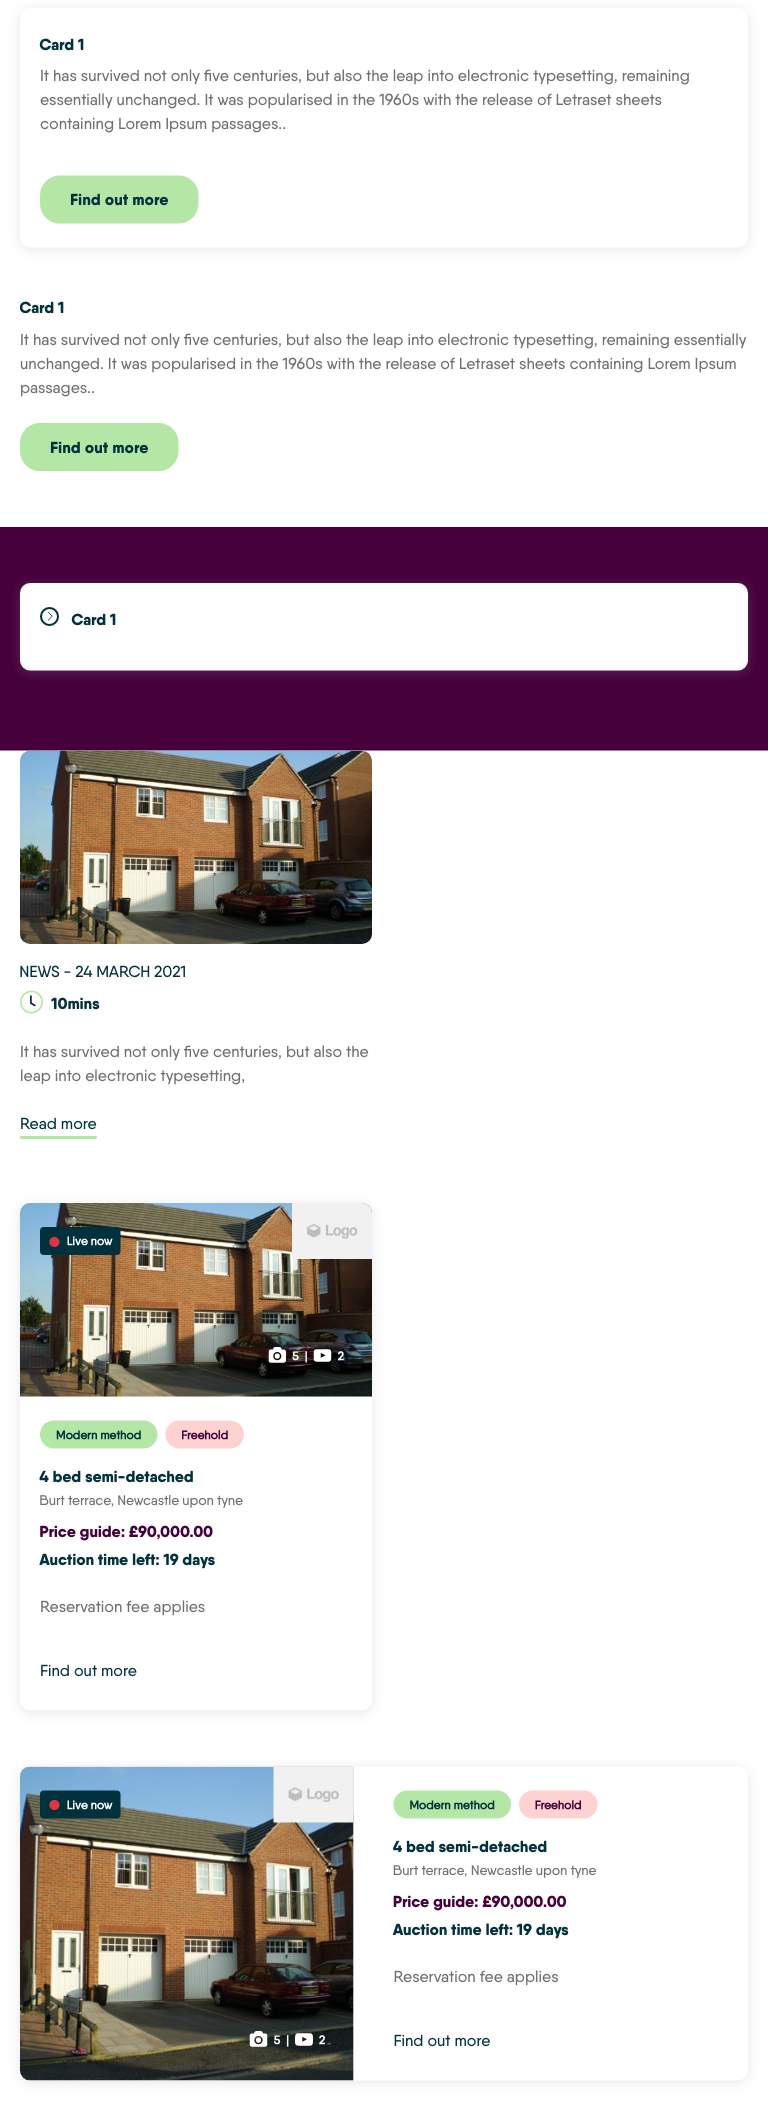 Card 1
It has survived not only five centuries, but also the leap into electronic typesetting, remaining
essentially unchanged. It was popularised in the 1960s with the release of Letraset sheets
containing Lorem Ipsum passages..
Find out more
Card 1
It has survived not only five centuries, but also the leap into electronic typesetting, remaining essentially
unchanged. It was popularised in the 1960s with the release of Letraset sheets containing Lorem Ipsum
passages..
Find out more
Card 1
NEWS - 24 MARCH 2021
10mins
It has survived not only five centuries, but also the
leap into electronic typesetting,
Read more
Live now
Logo
5 | 2
Modern method Freehold
4 bed semi-detached
Burt terrace, Newcastle upon tyne
Price guide: £90,000.00
Auction time left: 19 days
Reservation fee applies
Find out more
Live now
Logo
5 | 2
Modern method Freehold
4 bed semi-detached
Burt terrace, Newcastle upon tyne
Price guide: £90,000.00
Auction time left: 19 days
Reservation fee applies
Find out more